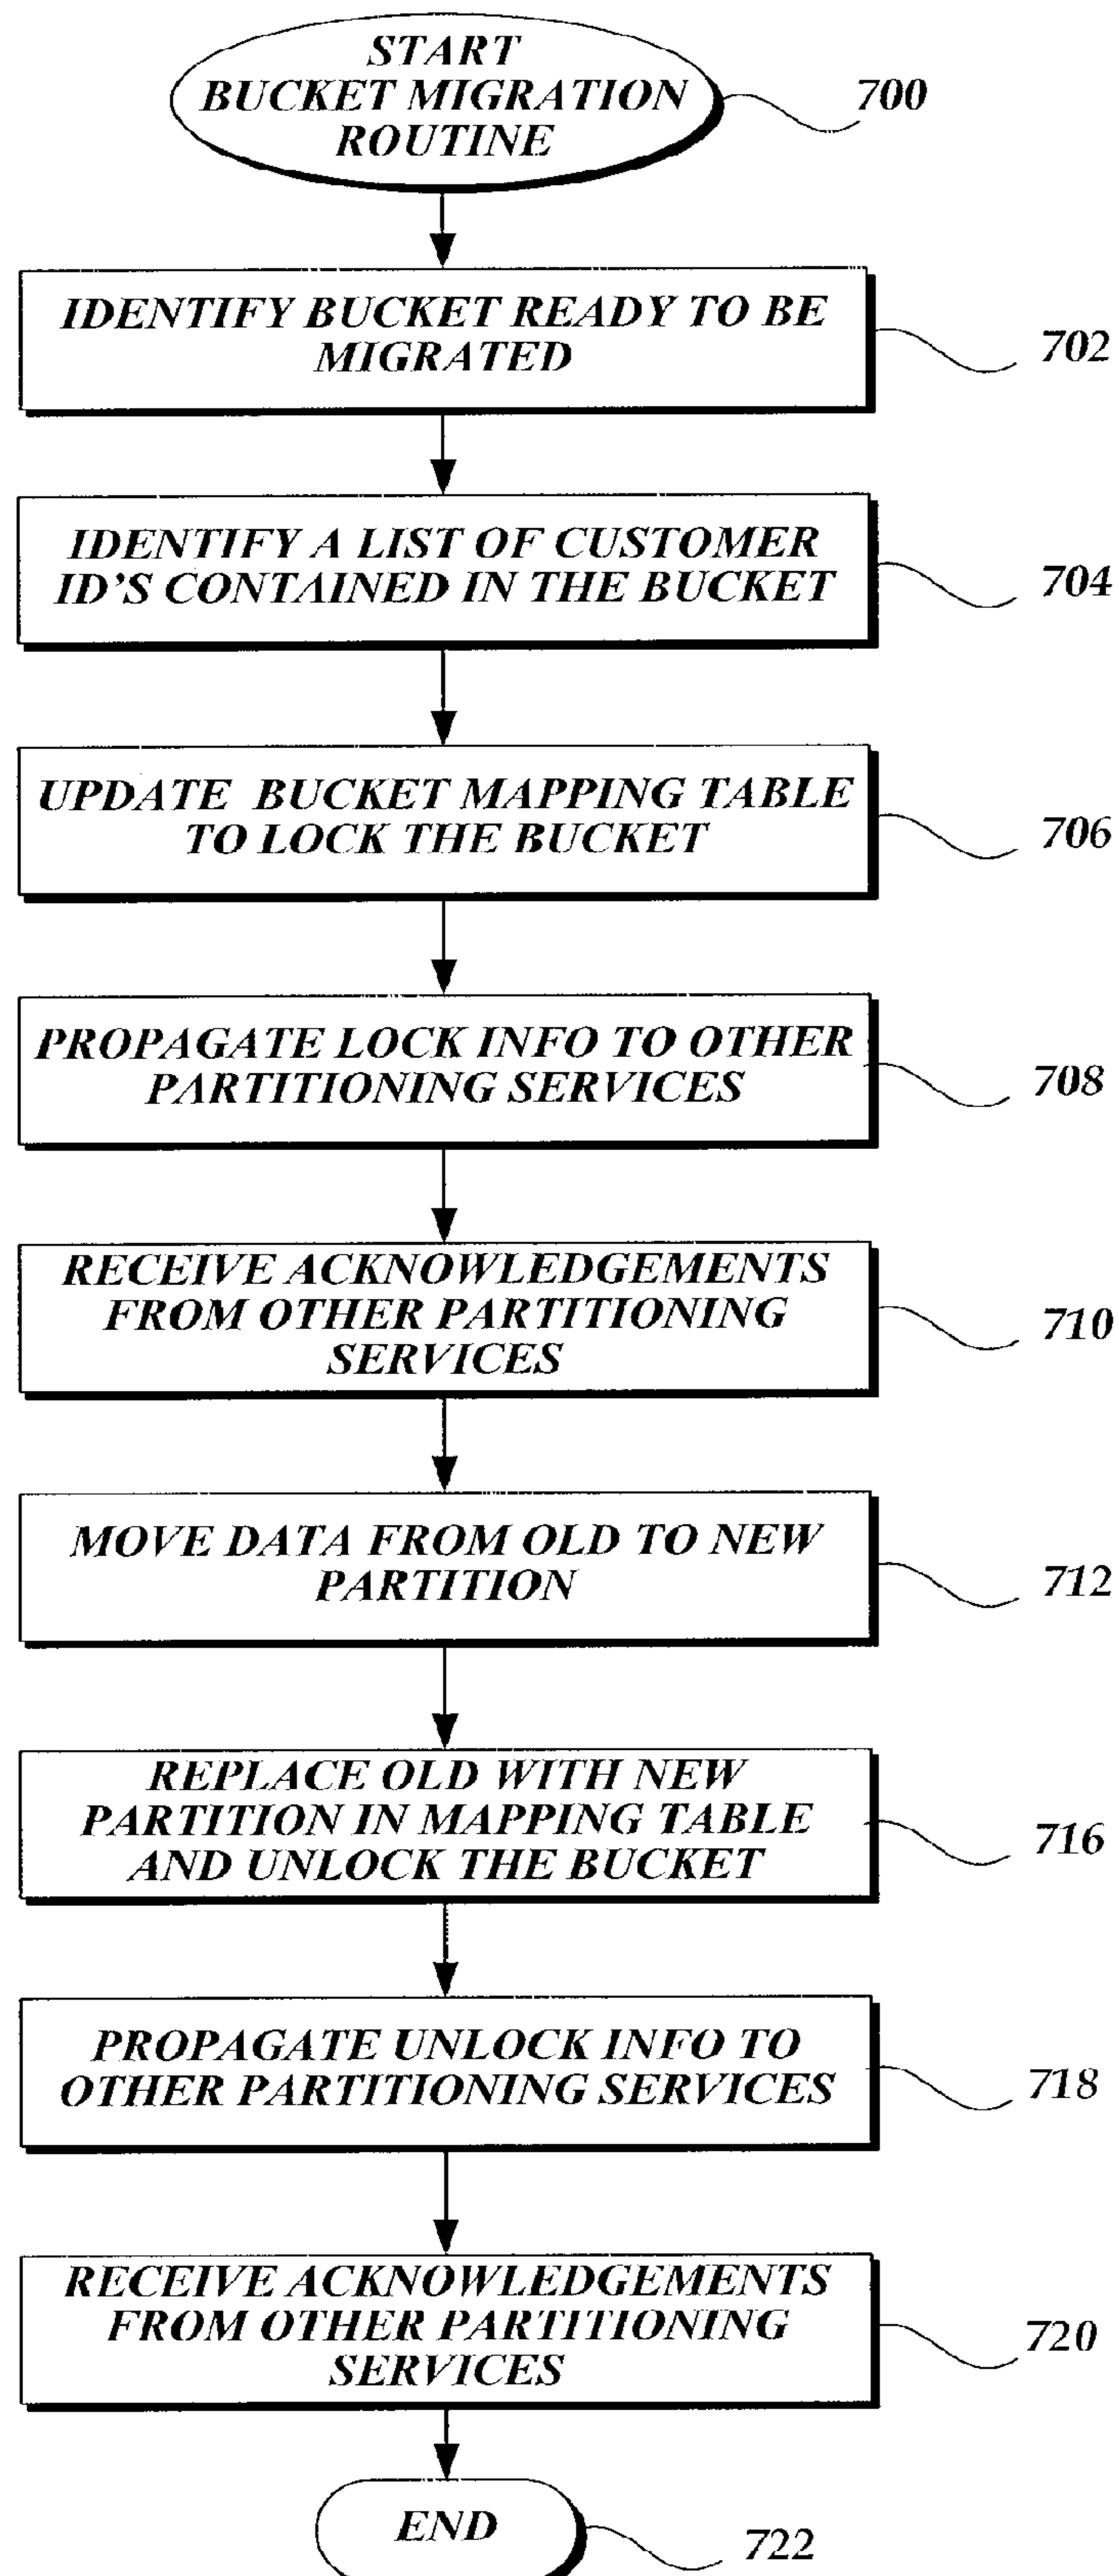 START
BUCKET MIGRATION
ROUTINE
700
IDENTIFY BUCKET READY TO BE
MIGRATED
702
IDENTIFY A LIST OF CUSTOMER
ID'S CONTAINED IN THE BUCKET
704
UPDATE BUCKET MAPPING TABLE
TO LOCK THE BUCKET
706
PROPAGATE LOCK INFO TO OTHER
PARTITIONING SERVICES
708
RECEIVE ACKNOWLEDGEMENTS
FROM OTHER PARTITIONING
SERVICES
710
MOVE DATA FROM OLD TO NEW
PARTITION
712
REPLACE OLD WITH NEW
PARTITION IN MAPPING TABLE
AND UNLOCK THE BUCKET
716
PROPAGATE UNLOCK INFO TO
OTHER PARTITIONING SERVICES
718
RECEIVE ACKNOWLEDGEMENTS
FROM OTHER PARTITIONING
SERVICES
720
END
722